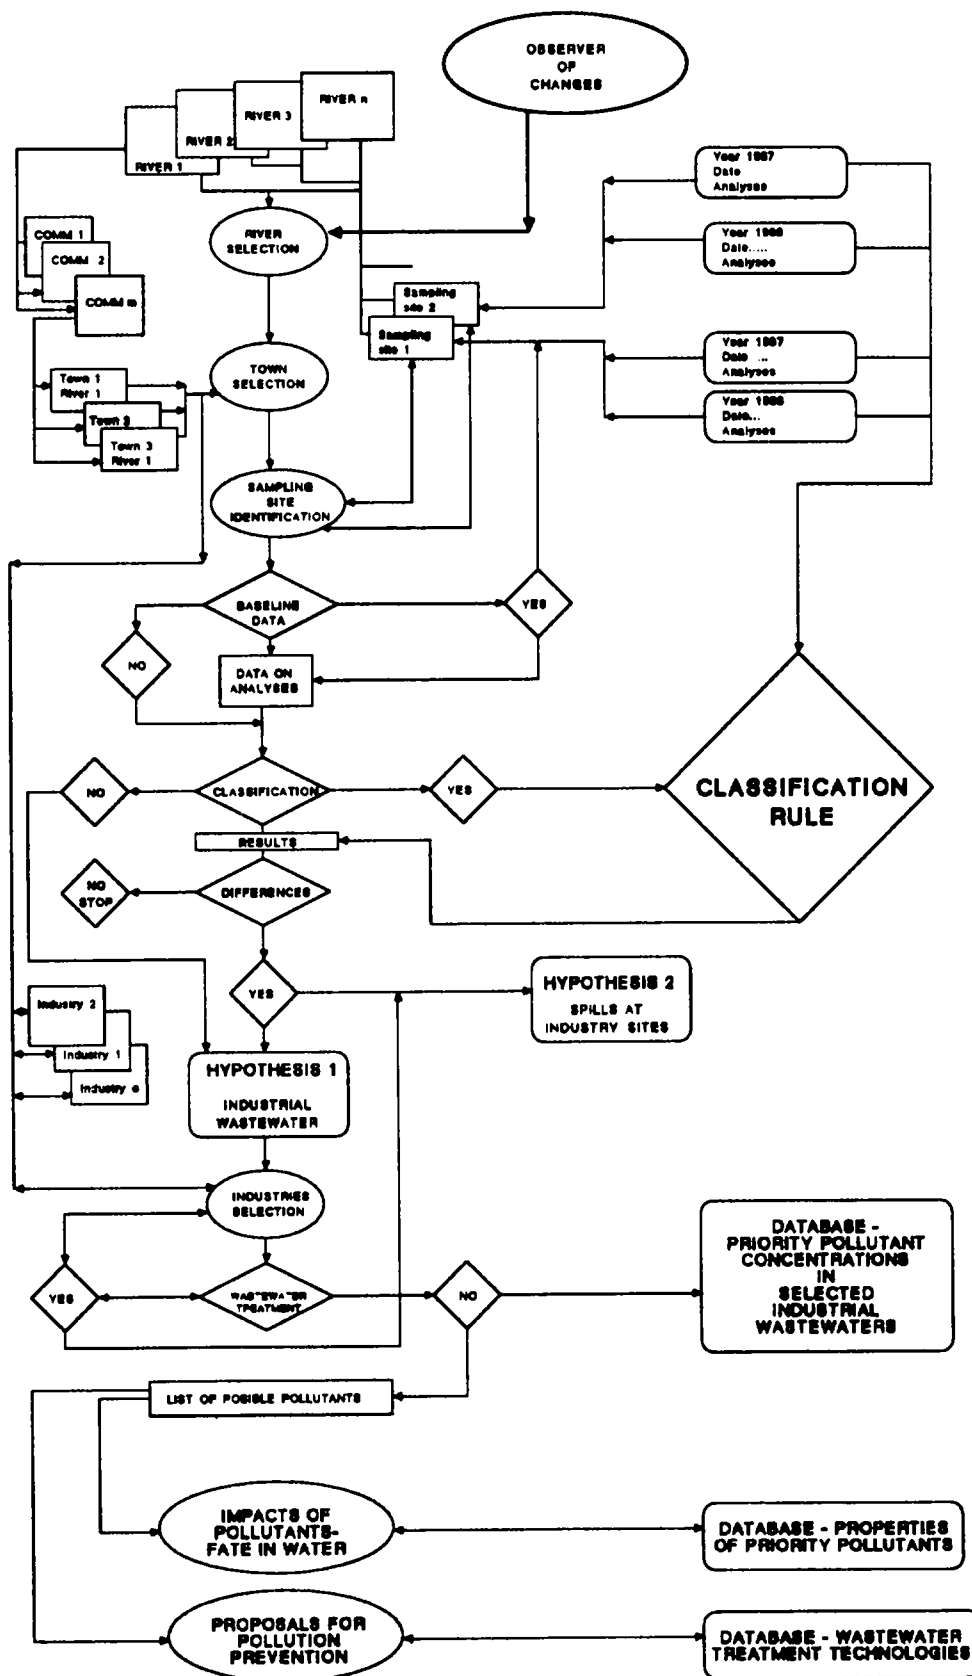 OBSERVER
OF
CHANGES
RIVER n
RIVER 3
RIVER 2
RIVER 1
Year 1987
Date
Analyses
RIVER
SELECTION
COMM 1
COMM 2
COMM m
Year 1988
Date.....
Analyses
Sampling
site 2
Sampling
site 1
Year 1987
Date ...
Analyses
TOWN
SELECTION
Town 1
River 1
Town 2
Town 3
River 1
Year 1988
Date...
Analyses
SAMPLING
SITE
IDENTIFICATION
BASELINE
DATA
YES
NO
DATA ON
ANALYSES
NO
CLASSIFICATION
YES
CLASSIFICATION
RULE
RESULTS
NO
STOP
DIFFERENCES
YES
HYPOTHESIS 2
SPILLS AT
INDUSTRY SITES
Industry 2
Industry 1
Industry o
HYPOTHESIS 1
INDUSTRIAL
WASTEWATER
INDUSTRIES
SELECTION
YES
WASTEWATER
TREATMENT
NO
DATABASE -
PRIORITY POLLUTANT
CONCENTRATIONS
IN
SELECTED
INDUSTRIAL
WASTEWATERS
LIST OF POSIBLE POLLUTANTS
IMPACTS OF
POLLUTANTS-
FATE IN WATER
DATABASE - PROPERTIES
OF PRIORITY POLLUTANTS
PROPOSALS FOR
POLLUTION
PREVENTION
DATABASE - WASTEWATER
TREATMENT TECHNOLOGIES